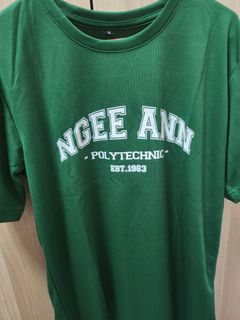 NGEE ANN
- POLYTECHNIC -
EST.1963